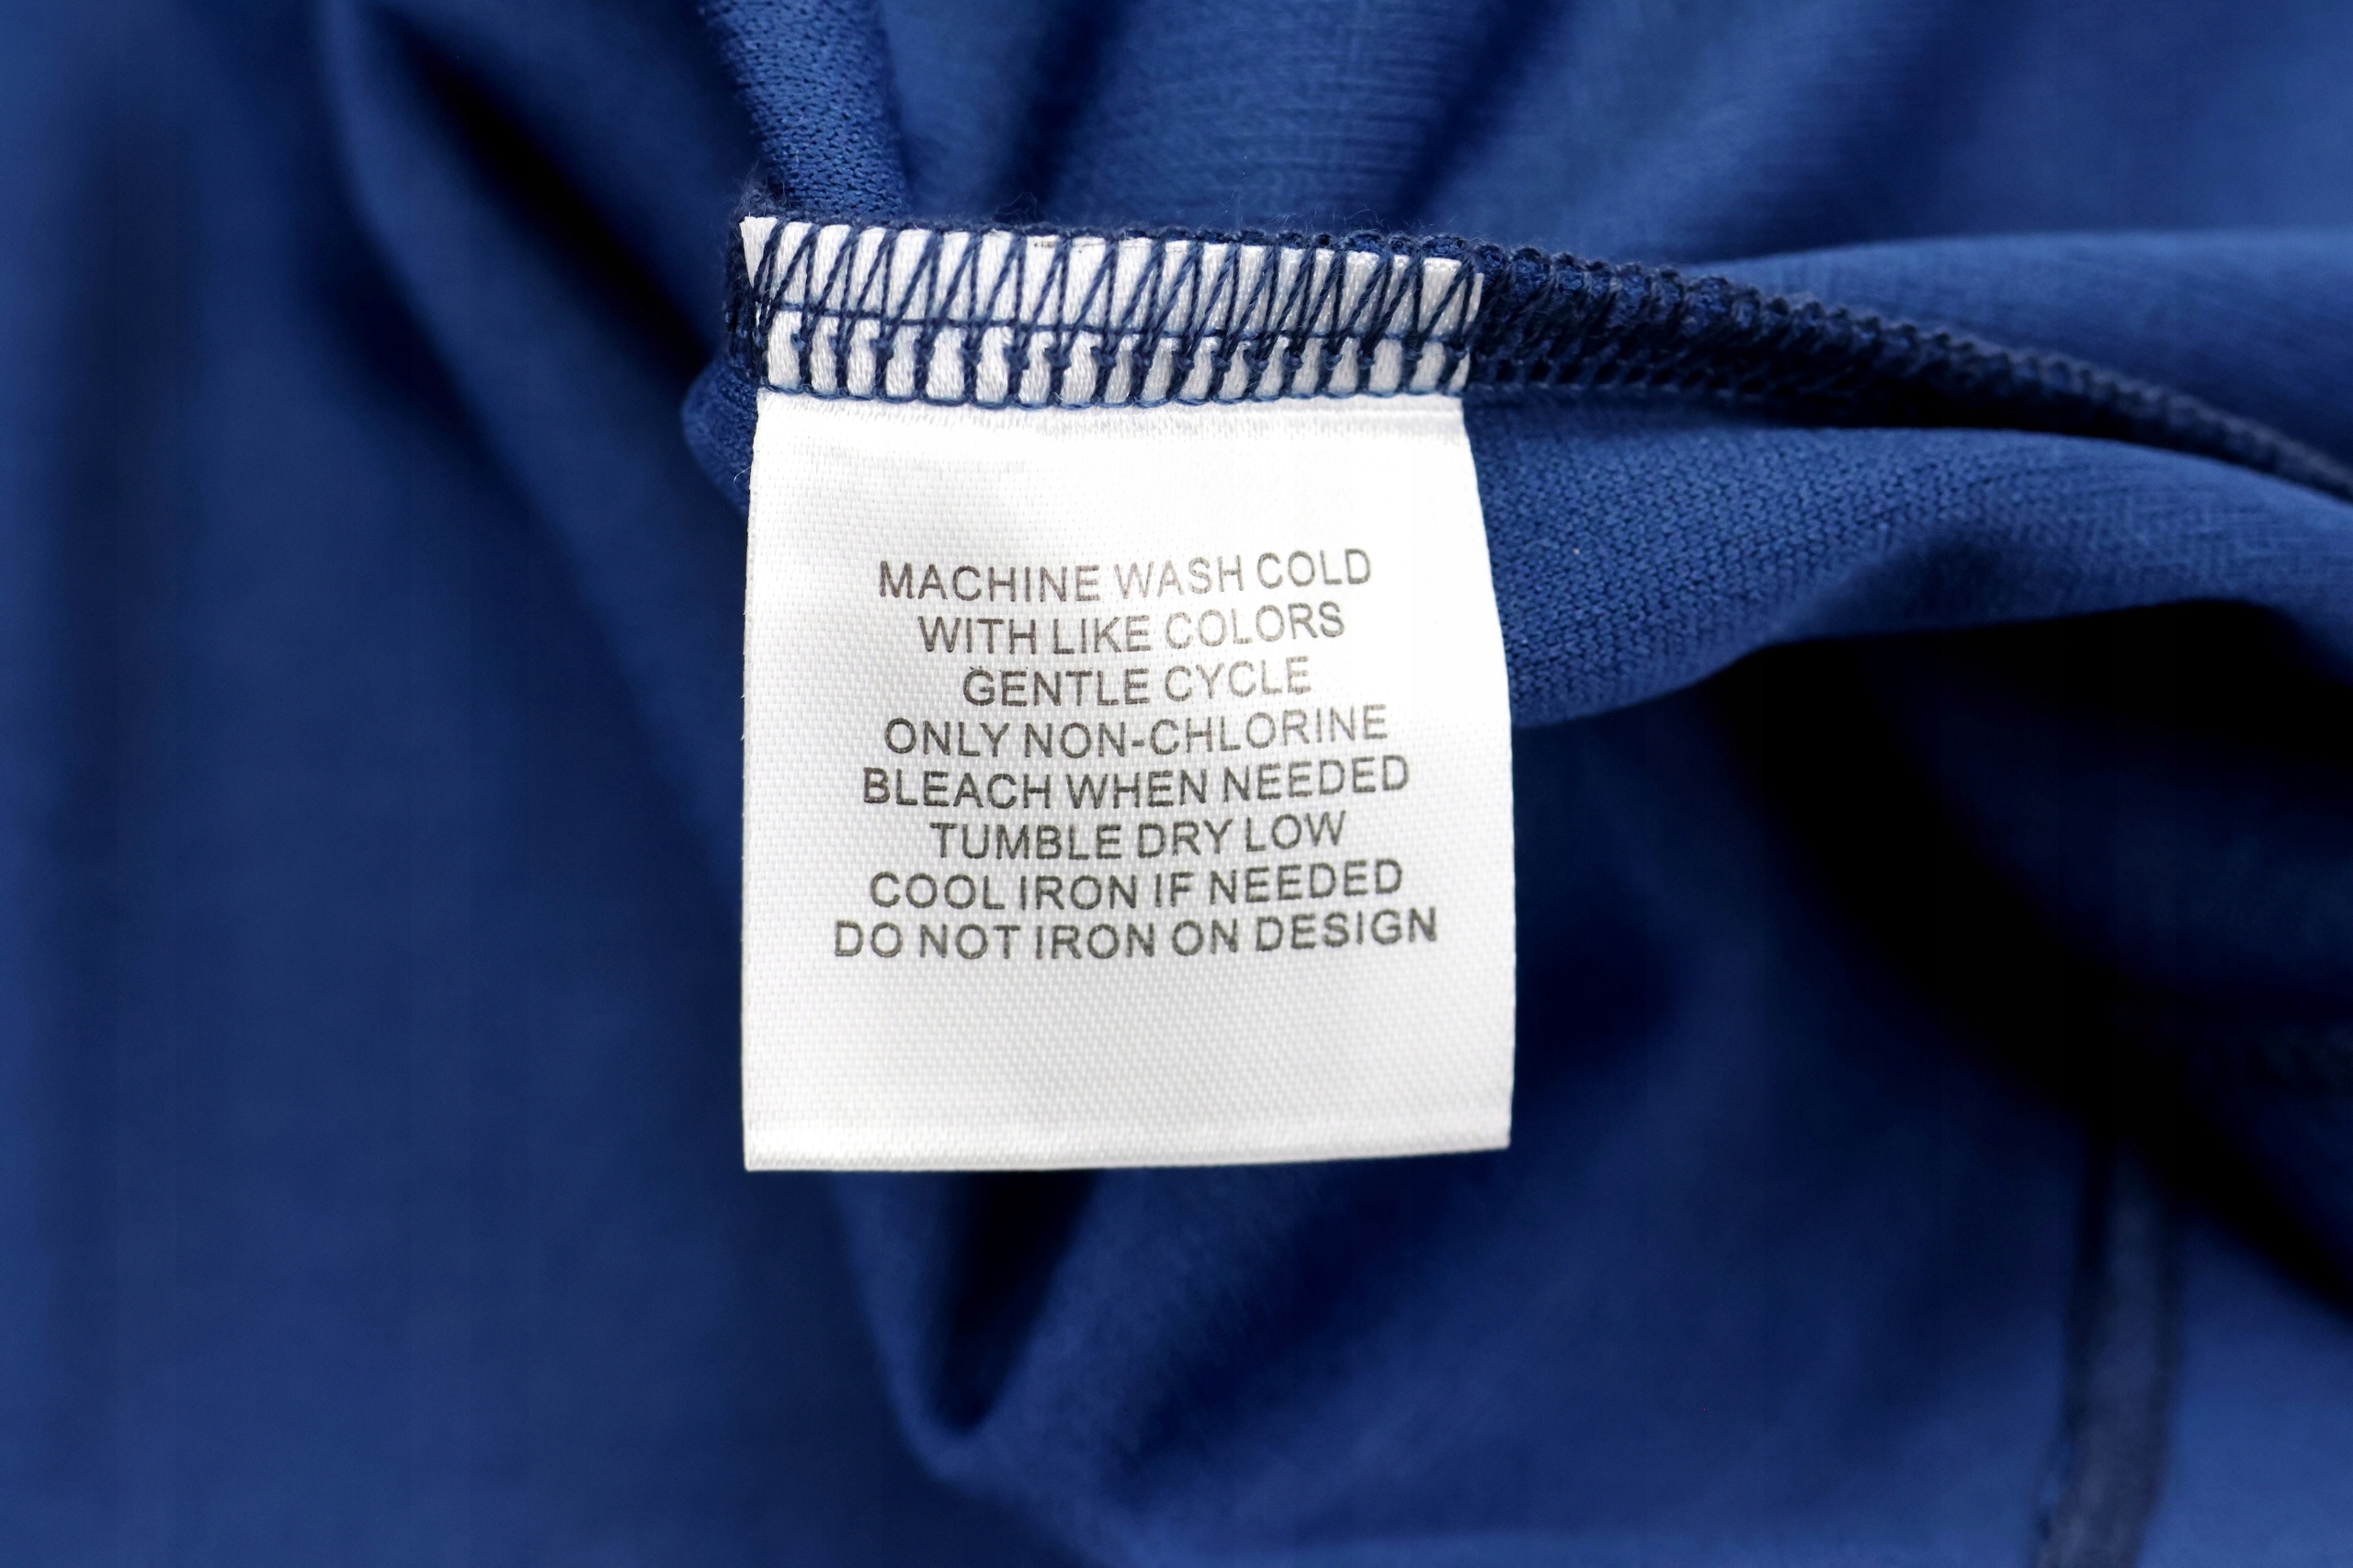 MACHINE WASH COLD
WITH LIKE COLORS
GENTLE CYCLE
ONLY NON-CHLORINE
BLEACH WHEN NEEDED
TUMBLE DRY LOW
COOL IRON IF NEEDED
DO NOT IRON ON DESIGN